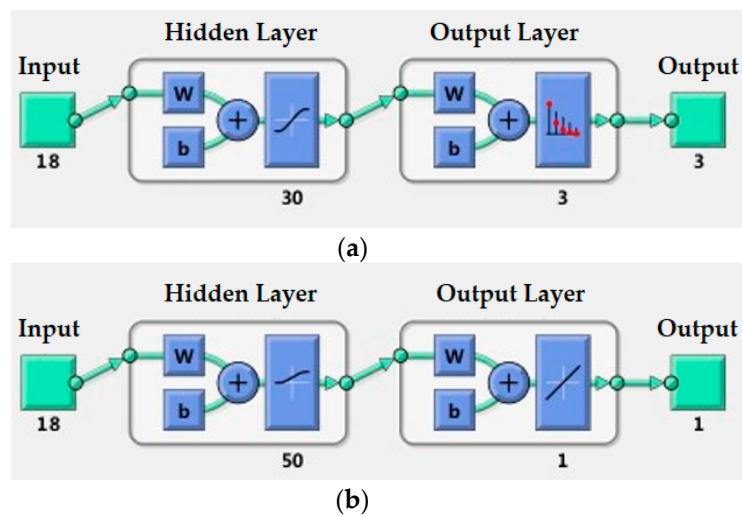 Hidden Layer Output Layer
Input Output
W W
b b
18 3
30 3
(a)
Hidden Layer Output Layer
Input Output
W W
b b
18 1
50 1
(b)